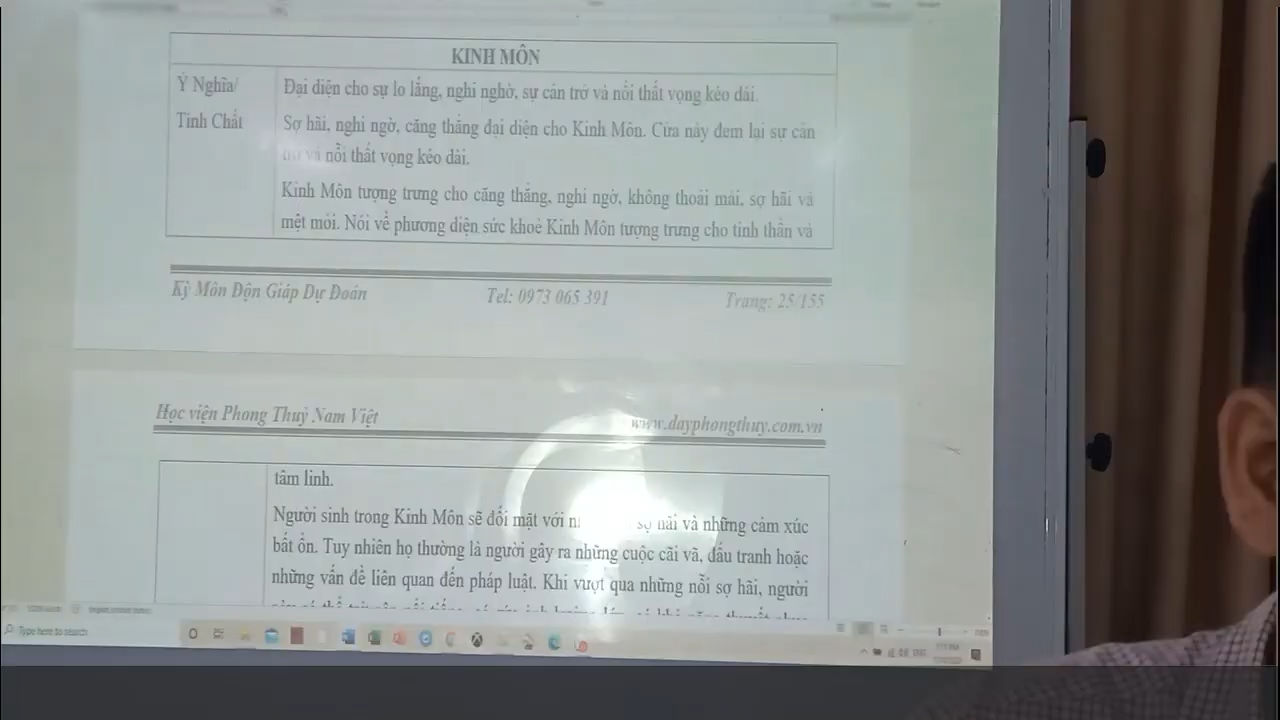 KINH MÔN
Ý Nghĩa/
Tính Chất
Đại diện cho sự lo lắng, nghi nghờ, sự cản trở và nỗi thất vọng kéo dài.
Sợ hãi, nghi ngờ, căng thẳng đại diện cho Kinh Môn. Cửa này đem lại sự cản
trở và nỗi thất vọng kéo dài.
Kinh Môn tượng trưng cho căng thẳng, nghi ngờ, không thoải mái, sợ hãi và
mệt mỏi. Nói về phương diện sức khoẻ Kinh Môn tượng trưng cho tinh thần và
Kỳ Môn Độn Giáp Dự Đoán Tel: 0973 065 391 Trang: 25/155
Học viện Phong Thuỷ Nam Việt www.dayphongthuy.com.vn
tâm linh.
Người sinh trong Kinh Môn sẽ đối mặt với sợ hãi và những cảm xúc
bất ổn. Tuy nhiên họ thường là người gây ra những cuộc cãi vã, đấu tranh hoặc
những vấn đề liên quan đến pháp luật. Khi vượt qua những nỗi sợ hãi, người
Type here to search